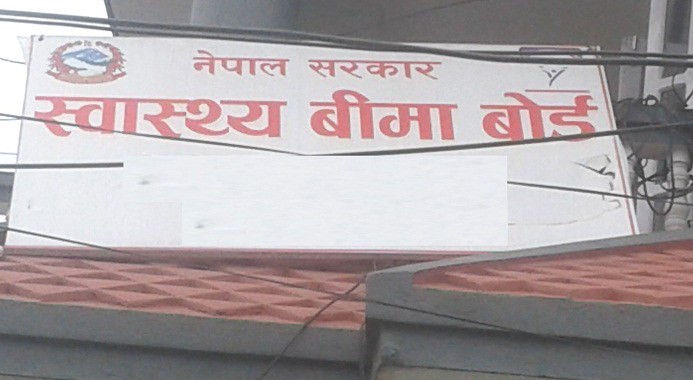 नेपाल सरकार
स्वास्थ्य बीमा बोर्ड